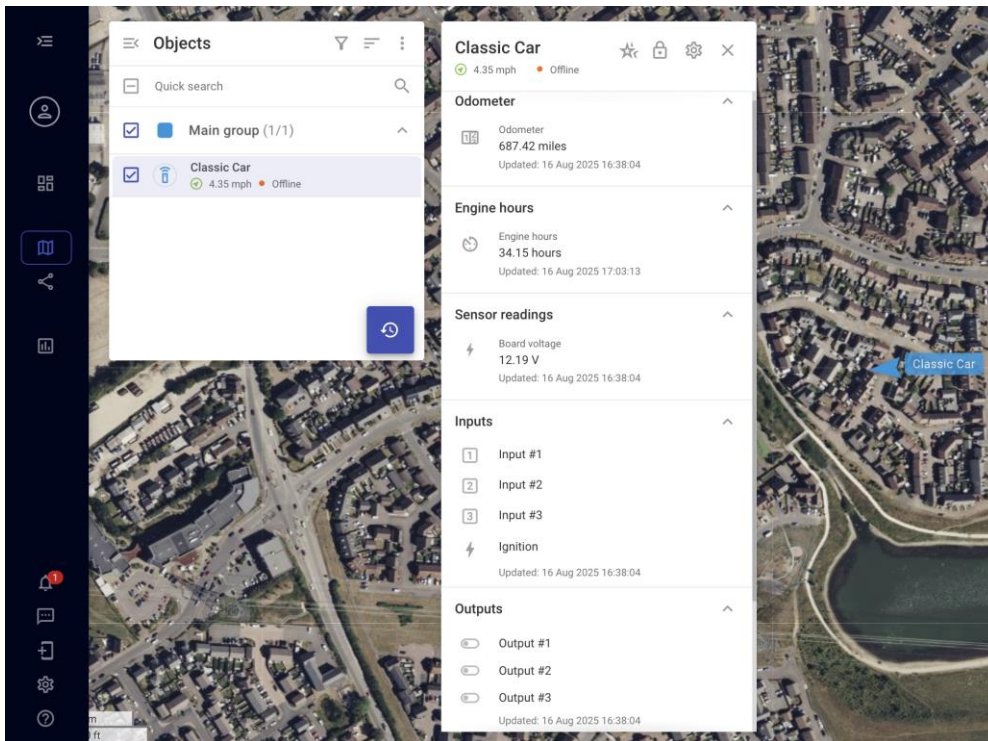 Objects
Quick search
Main group (1/1)
Classic Car
4.35 mph • Offline
1
m
ft
Classic Car
4.35 mph • Offline
Odometer
Odometer
687.42 miles
Updated: 16 Aug 2025 16:38:04
Engine hours
Engine hours
34.15 hours
Updated: 16 Aug 2025 17:03:13
Sensor readings
Board voltage
12.19 V
Updated: 16 Aug 2025 16:38:04
Inputs
1 Input #1
2 Input #2
3 Input #3
Ignition
Updated: 16 Aug 2025 16:38:04
Outputs
Output #1
Output #2
Output #3
Updated: 16 Aug 2025 16:38:04
Classic Car